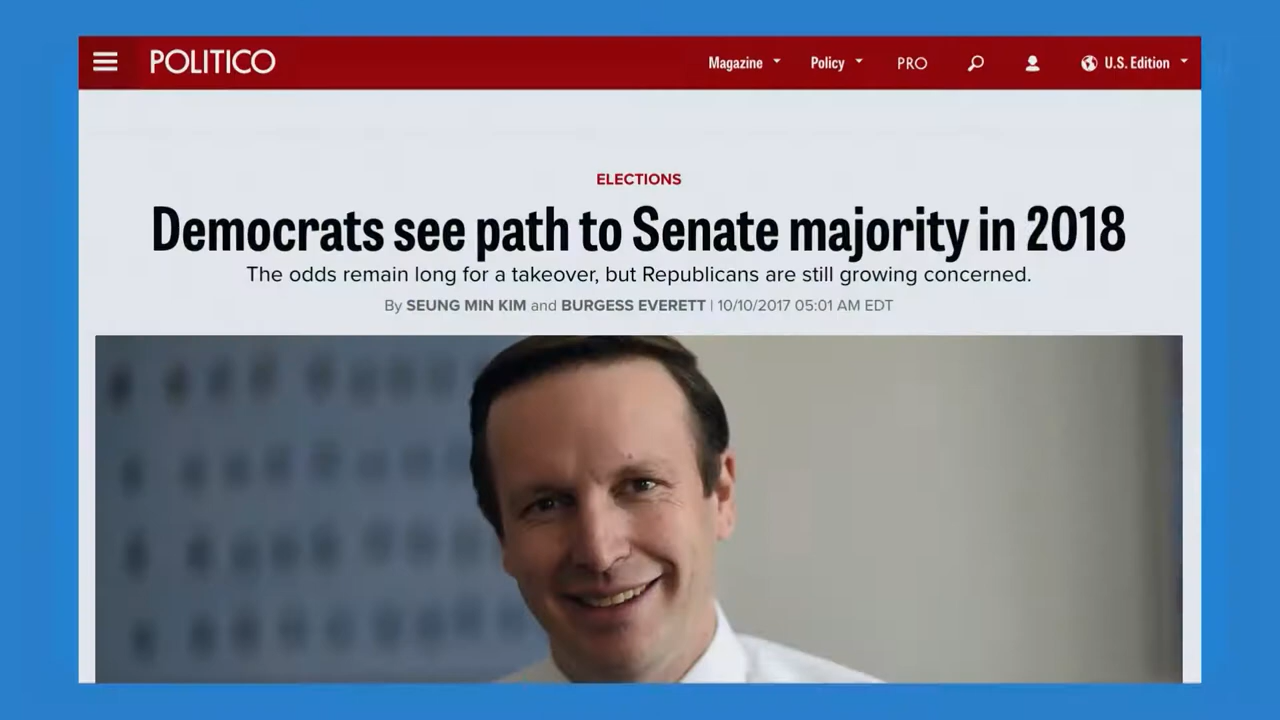 POLITICO
Magazine Policy PRO U.S. Edition
ELECTIONS
Democrats see path to Senate majority in 2018
The odds remain long for a takeover, but Republicans are still growing concerned.
By SEUNG MIN KIM and BURGESS EVERETT | 10/10/2017 05:01 AM EDT